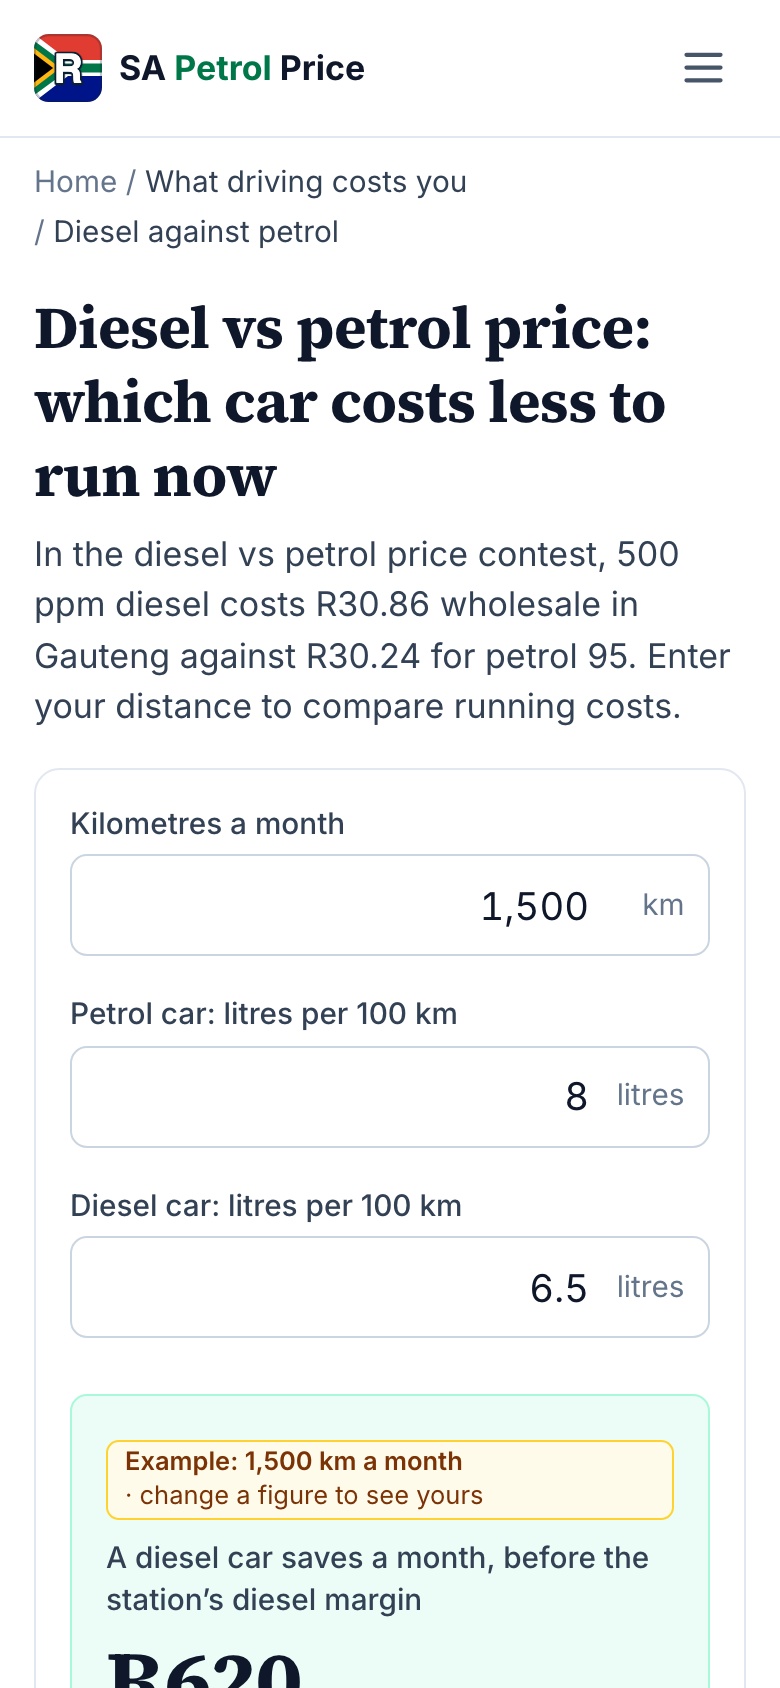 R
SA Petrol Price
Home / What driving costs you
/ Diesel against petrol
Diesel vs petrol price:
which car costs less to
run now
In the diesel vs petrol price contest, 500
ppm diesel costs R30.86 wholesale in
Gauteng against R30.24 for petrol 95. Enter
your distance to compare running costs.
Kilometres a month
1,500 km
Petrol car: litres per 100 km
8 litres
Diesel car: litres per 100 km
6.5 litres
Example: 1,500 km a month
· change a figure to see yours
A diesel car saves a month, before the
station’s diesel margin
R620